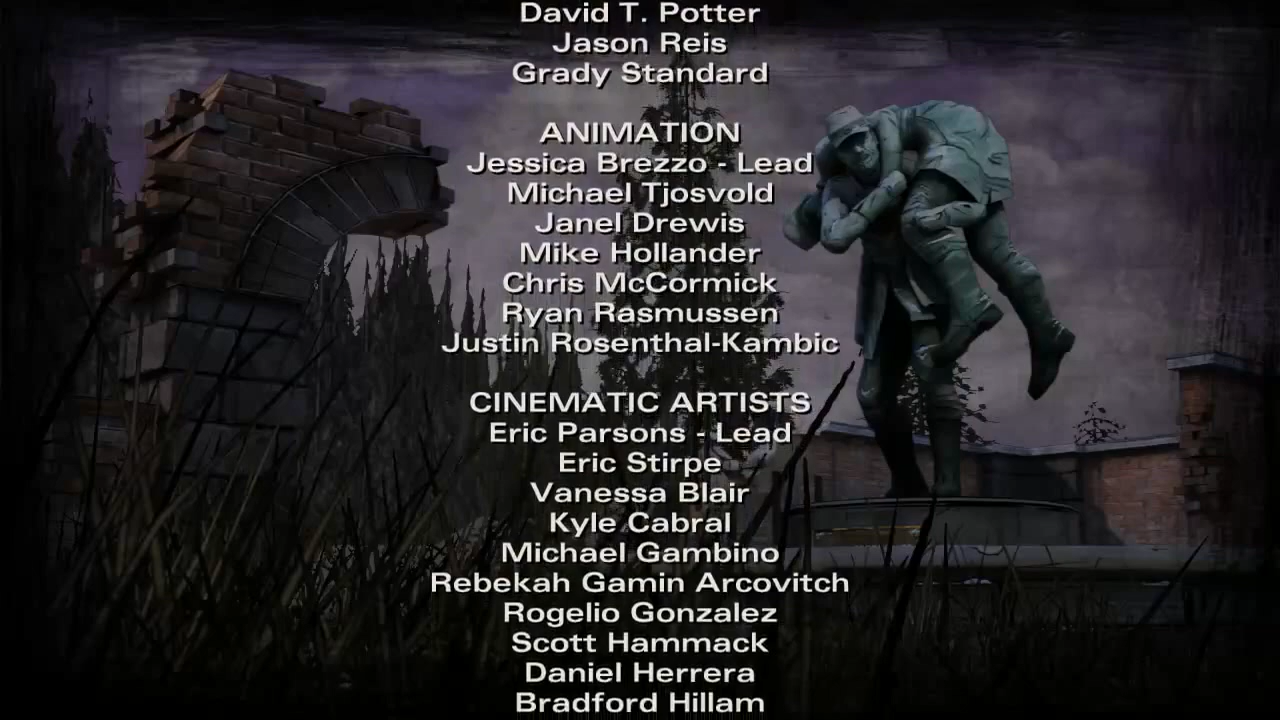 David T. Potter
Jason Reis
Grady Standard
ANIMATION
Jessica Brezzo - Lead
Michael Tjosvold
Janel Drewis
Mike Hollander
Chris McCormick
Ryan Rasmussen
Justin Rosenthal-Kambic
CINEMATIC ARTISTS
Eric Parsons - Lead
Eric Stirpe
Vanessa Blair
Kyle Cabral
Michael Gambino
Rebekah Gamin Arcovitch
Rogelio Gonzalez
Scott Hammack
Daniel Herrera
Bradford Hillam